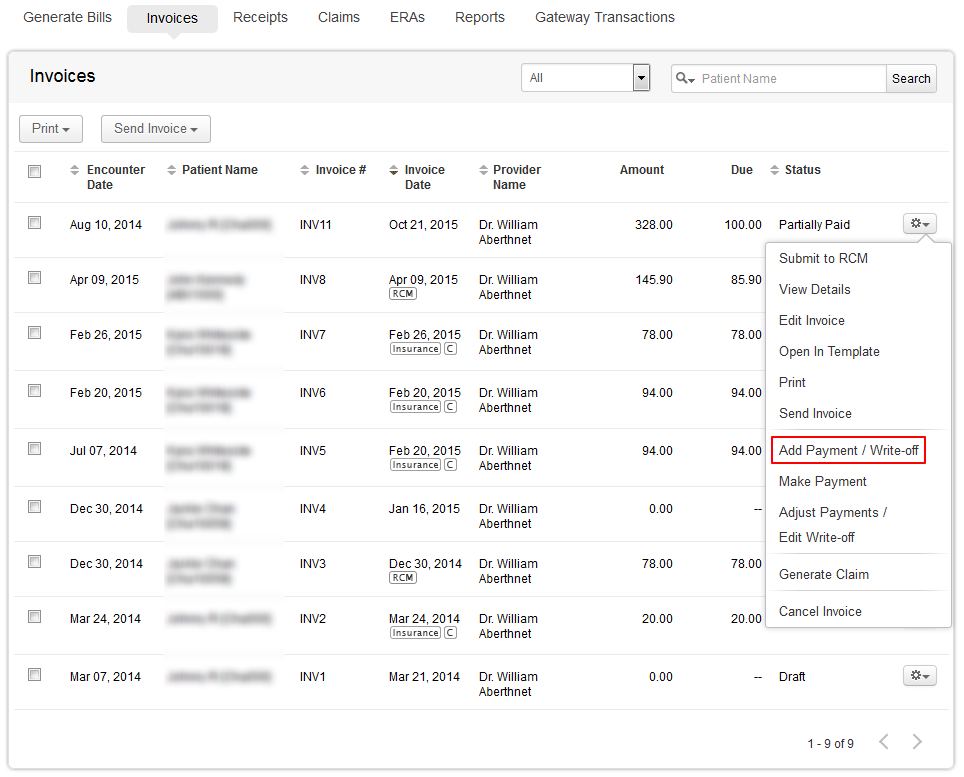 Generate Bills Invoices Receipts Claims ERAs Reports Gateway Transactions
Invoices All Patient Name Search
Print Send Invoice
Encounter Date Patient Name Invoice # Invoice Date Provider Name Amount Due Status
Aug 10, 2014 INV11 Oct 21, 2015 Dr. William 328.00 100.00 Partially Paid
Aberthnet
Apr 09, 2015 INV8 Apr 09, 2015 Dr. William 145.90 85.90
RCM Aberthnet
Feb 26, 2015 INV7 Feb 26, 2015 Dr. William 78.00 78.00
Insurance C Aberthnet
Feb 20, 2015 INV6 Feb 20, 2015 Dr. William 94.00 94.00
Insurance C Aberthnet
Jul 07, 2014 INV5 Feb 20, 2015 Dr. William 94.00 94.00
Insurance C Aberthnet
Dec 30, 2014 INV4 Jan 16, 2015 Dr. William 0.00 --
Aberthnet
Dec 30, 2014 INV3 Dec 30, 2014 Dr. William 78.00 78.00
RCM Aberthnet
Mar 24, 2014 INV2 Mar 24, 2014 Dr. William 20.00 20.00
Insurance C Aberthnet
Mar 07, 2014 INV1 Mar 21, 2014 Dr. William 0.00 -- Draft
Aberthnet
Submit to RCM
View Details
Edit Invoice
Open In Template
Print
Send Invoice
Add Payment / Write-off
Make Payment
Adjust Payments /
Edit Write-off
Generate Claim
Cancel Invoice
1 - 9 of 9